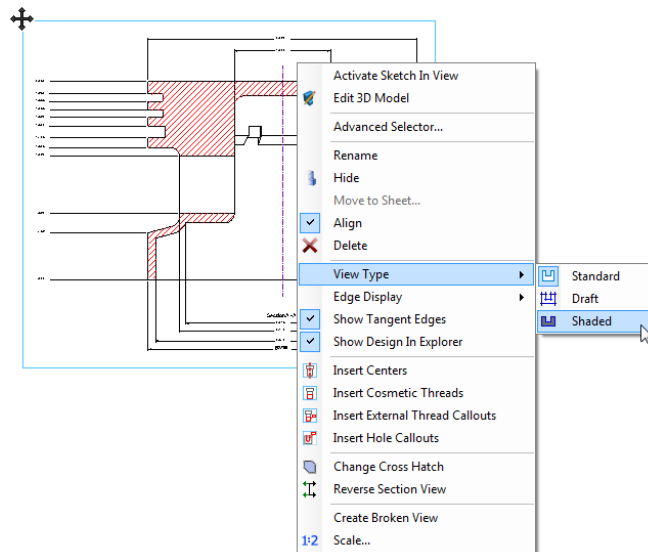 Activate Sketch In View
Edit 3D Model
Advanced Selector...
Rename
Hide
Move to Sheet...
Align
Delete
View Type
Edge Display
Show Tangent Edges
Show Design In Explorer
Insert Centers
Insert Cosmetic Threads
Insert External Thread Callouts
Insert Hole Callouts
Change Cross Hatch
Reverse Section View
Create Broken View
1:2 Scale...
Standard
Draft
Shaded